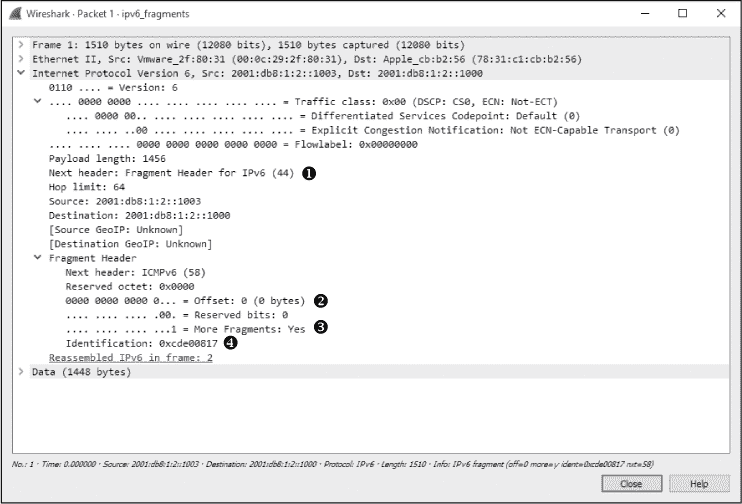 Wireshark · Packet 1 · ipv6_fragments
Frame 1: 1510 bytes on wire (12080 bits), 1510 bytes captured (12080 bits)
Ethernet II, Src: Vmware_2f:80:31 (00:0c:29:2f:80:31), Dst: Apple_cb:b2:56 (78:31:c1:cb:b2:56)
Internet Protocol Version 6, Src: 2001:db8:1:2::1003, Dst: 2001:db8:1:2::1000
0110 .... = Version: 6
.... 0000 0000 .... .... .... .... .... = Traffic class: 0x00 (DSCP: CS0, ECN: Not-ECT)
.... 0000 00.. .... .... .... .... .... = Differentiated Services Codepoint: Default (0)
.... .... ..00 .... .... .... .... .... = Explicit Congestion Notification: Not ECN-Capable Transport (0)
.... .... .... 0000 0000 0000 0000 0000 = Flowlabel: 0x00000000
Payload length: 1456
Next header: Fragment Header for IPv6 (44) ❶
Hop limit: 64
Source: 2001:db8:1:2::1003
Destination: 2001:db8:1:2::1000
[Source GeoIP: Unknown]
[Destination GeoIP: Unknown]
Fragment Header
Next header: ICMPv6 (58)
Reserved octet: 0x0000
0000 0000 0000 0... = Offset: 0 (0 bytes) ❷
.... .... .... .00. = Reserved bits: 0
.... .... .... ...1 = More Fragments: Yes ❸
Identification: 0xcde00817 ❹
Reassembled IPv6 in frame: 2
Data (1448 bytes)
No.: 1 · Time: 0.000000 · Source: 2001:db8:1:2::1003 · Destination: 2001:db8:1:2::1000 · Protocol: IPv6 · Length: 1510 · Info: IPv6 fragment (off=0 more=y ident=0xcde00817 nxt=58)
Close Help